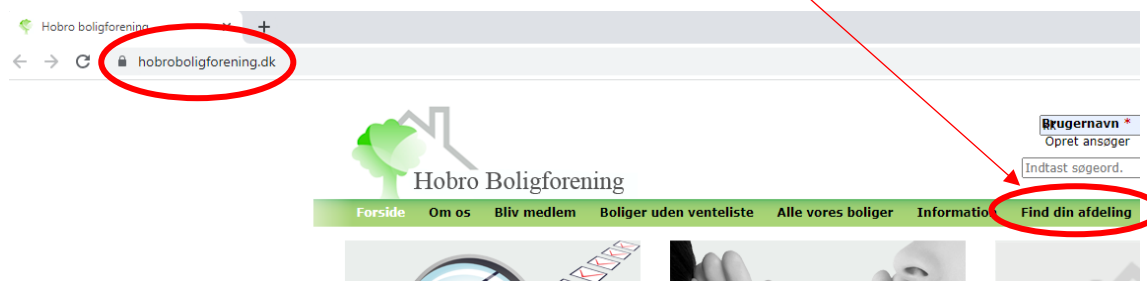 Hobro boligforening
hobroboligforening.dk
Brugernavn *
Opret ansøger
Indtast søgeord.
Hobro Boligforening
Forside Om os Bliv medlem Boliger uden venteliste Alle vores boliger Information Find din afdeling